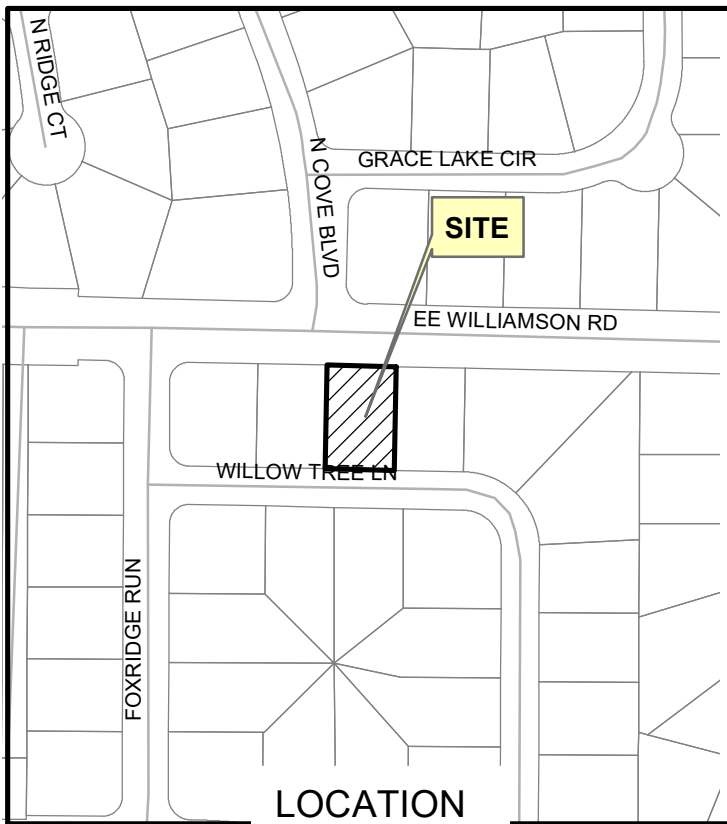 N RIDGE CT
N COVE BLVD
GRACE LAKE CIR
SITE
EE WILLIAMSON RD
WILLOW TREE LN
FOXRIDGE RUN
LOCATION